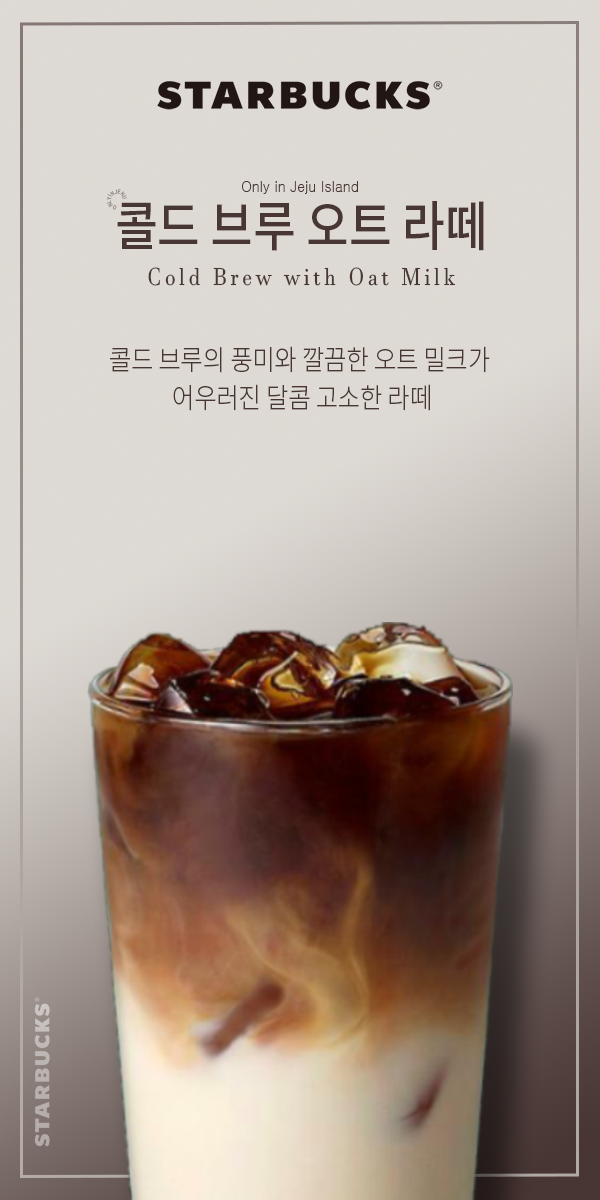 STARBUCKS®
Only in Jeju Island
콜드 브루 오트 라떼
Cold Brew with Oat Milk
콜드 브루의 풍미와 깔끔한 오트 밀크가
어우러진 달콤 고소한 라떼
STARBUCKS®